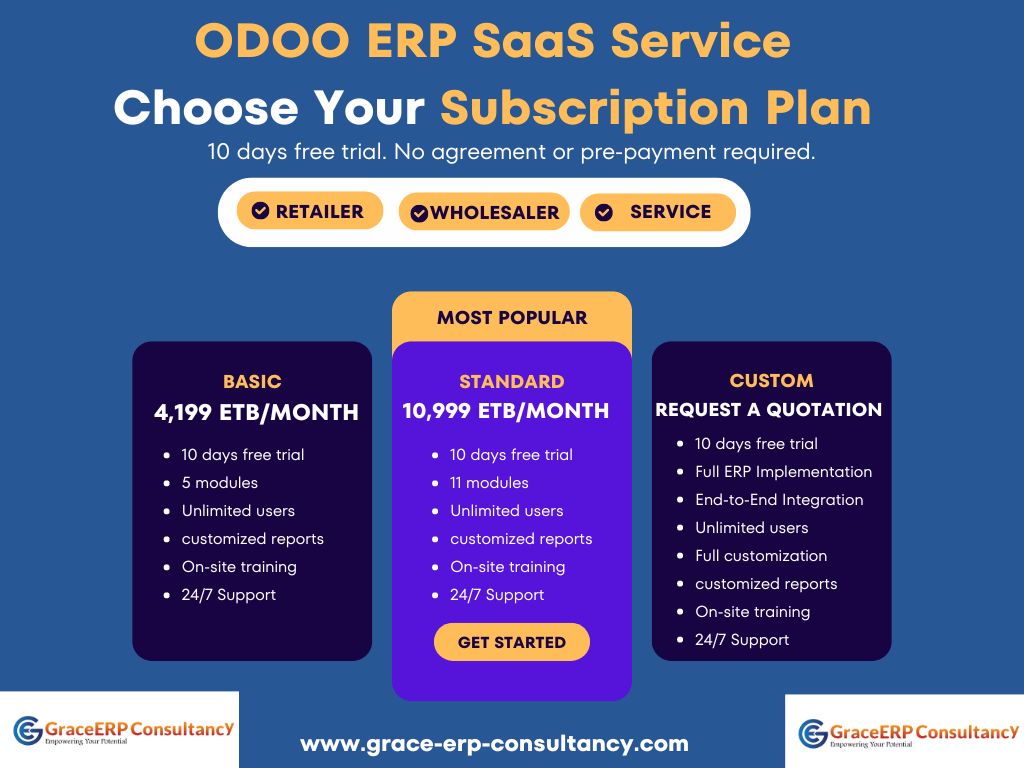 ODOO ERP SaaS Service
Choose Your Subscription Plan
10 days free trial. No agreement or pre-payment required.
RETAILER
WHOLESALER
SERVICE
MOST POPULAR
BASIC
4,199 ETB/MONTH
10 days free trial
5 modules
Unlimited users
customized reports
On-site training
24/7 Support
STANDARD
10,999 ETB/MONTH
10 days free trial
11 modules
Unlimited users
customized reports
On-site training
24/7 Support
GET STARTED
CUSTOM
REQUEST A QUOTATION
10 days free trial
Full ERP Implementation
End-to-End Integration
Unlimited users
Full customization
customized reports
On-site training
24/7 Support
GraceERP Consultancy
Empowering Your Potential
www.grace-erp-consultancy.com
GraceERP Consultancy
Empowering Your Potential